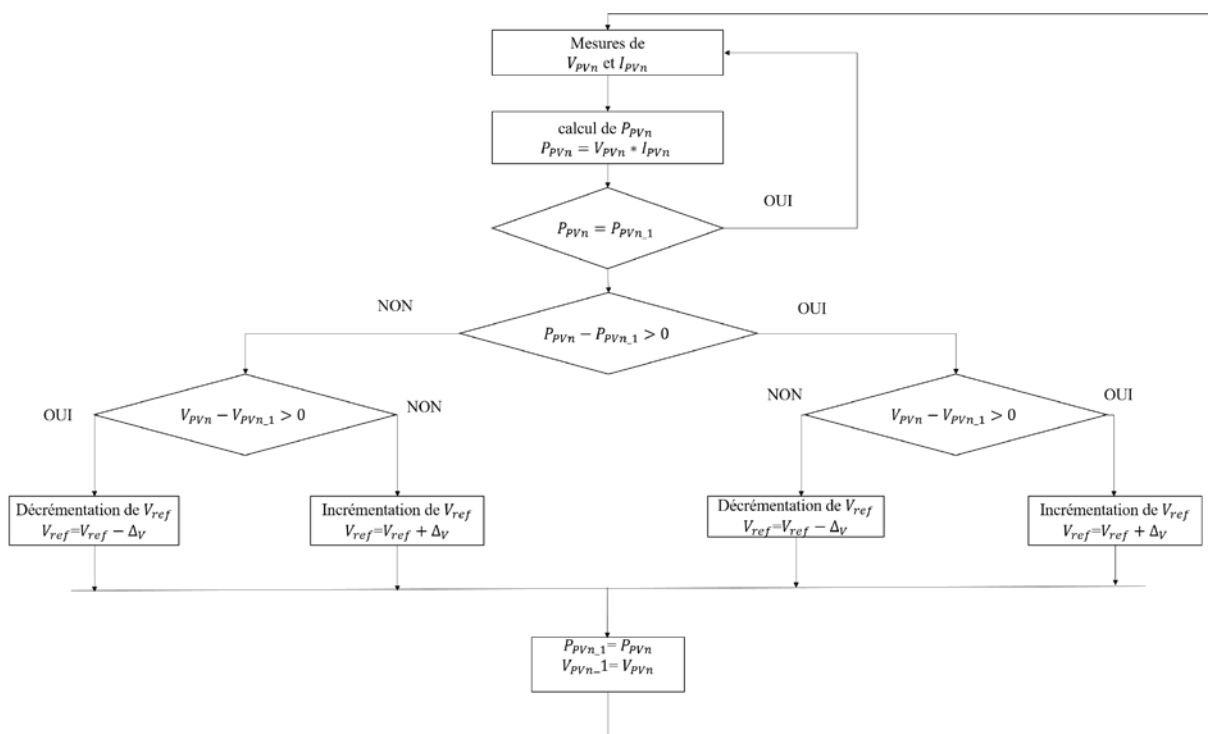 Mesures de
V_{PVn} et I_{PVn}
calcul de P_{PVn}
P_{PVn} = V_{PVn} * I_{PVn}
OUI
P_{PVn} = P_{PVn_1}
NON
OUI
P_{PVn} − P_{PVn_1} > 0
OUI
V_{PVn} − V_{PVn_1} > 0
NON
NON
V_{PVn} − V_{PVn_1} > 0
OUI
Décrémentation de V_{ref}
V_{ref}=V_{ref} − Δ_V
Incrémentation de V_{ref}
V_{ref}=V_{ref} + Δ_V
Décrémentation de V_{ref}
V_{ref}=V_{ref} − Δ_V
Incrémentation de V_{ref}
V_{ref}=V_{ref} + Δ_V
P_{PVn_1}= P_{PVn}
V_{PVn_}1= V_{PVn}